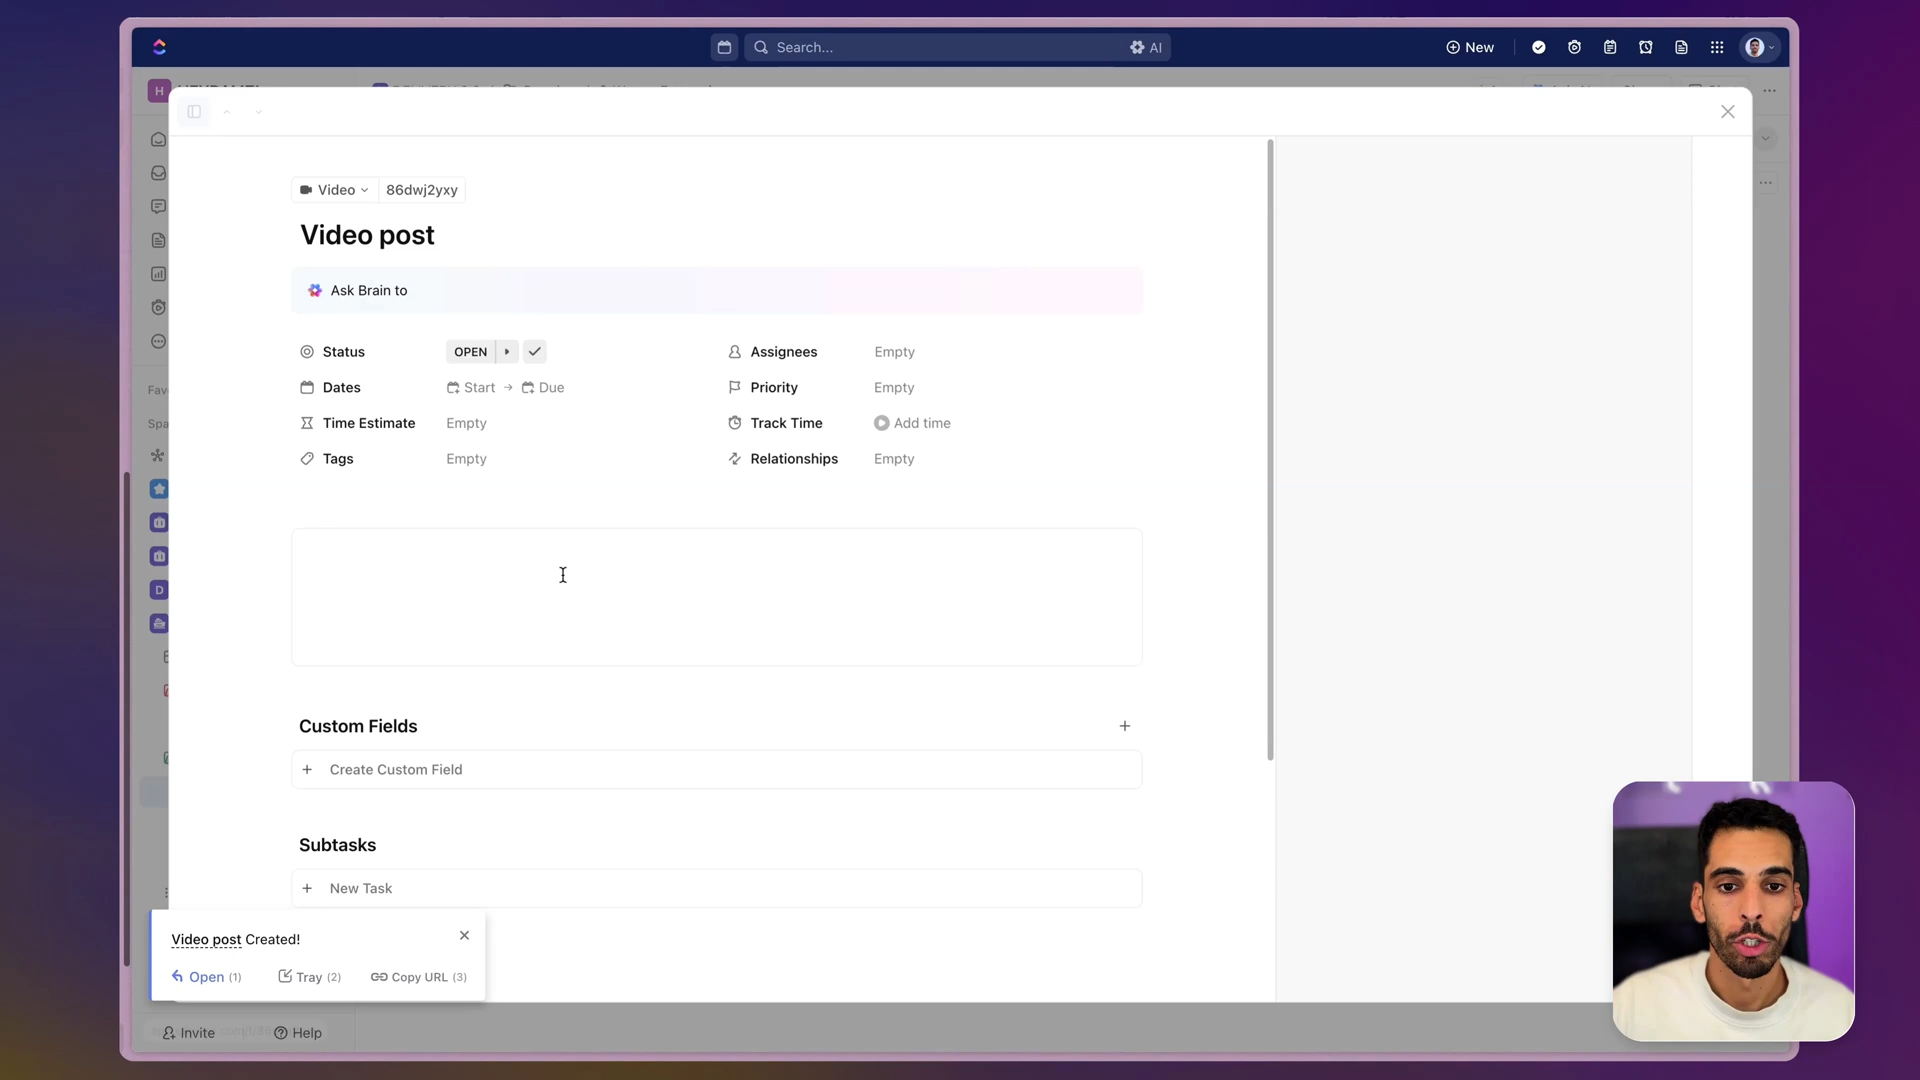 Search...
AI
New
H
Video
86dwj2yxy
Video post
Ask Brain to
Status
OPEN
Assignees
Empty
Dates
Start
Due
Priority
Empty
Time Estimate
Empty
Track Time
Add time
Tags
Empty
Relationships
Empty
Fav
Spa
D
Custom Fields
Create Custom Field
Subtasks
New Task
Video post Created!
Open (1)
Tray (2)
Copy URL (3)
Invite
Help